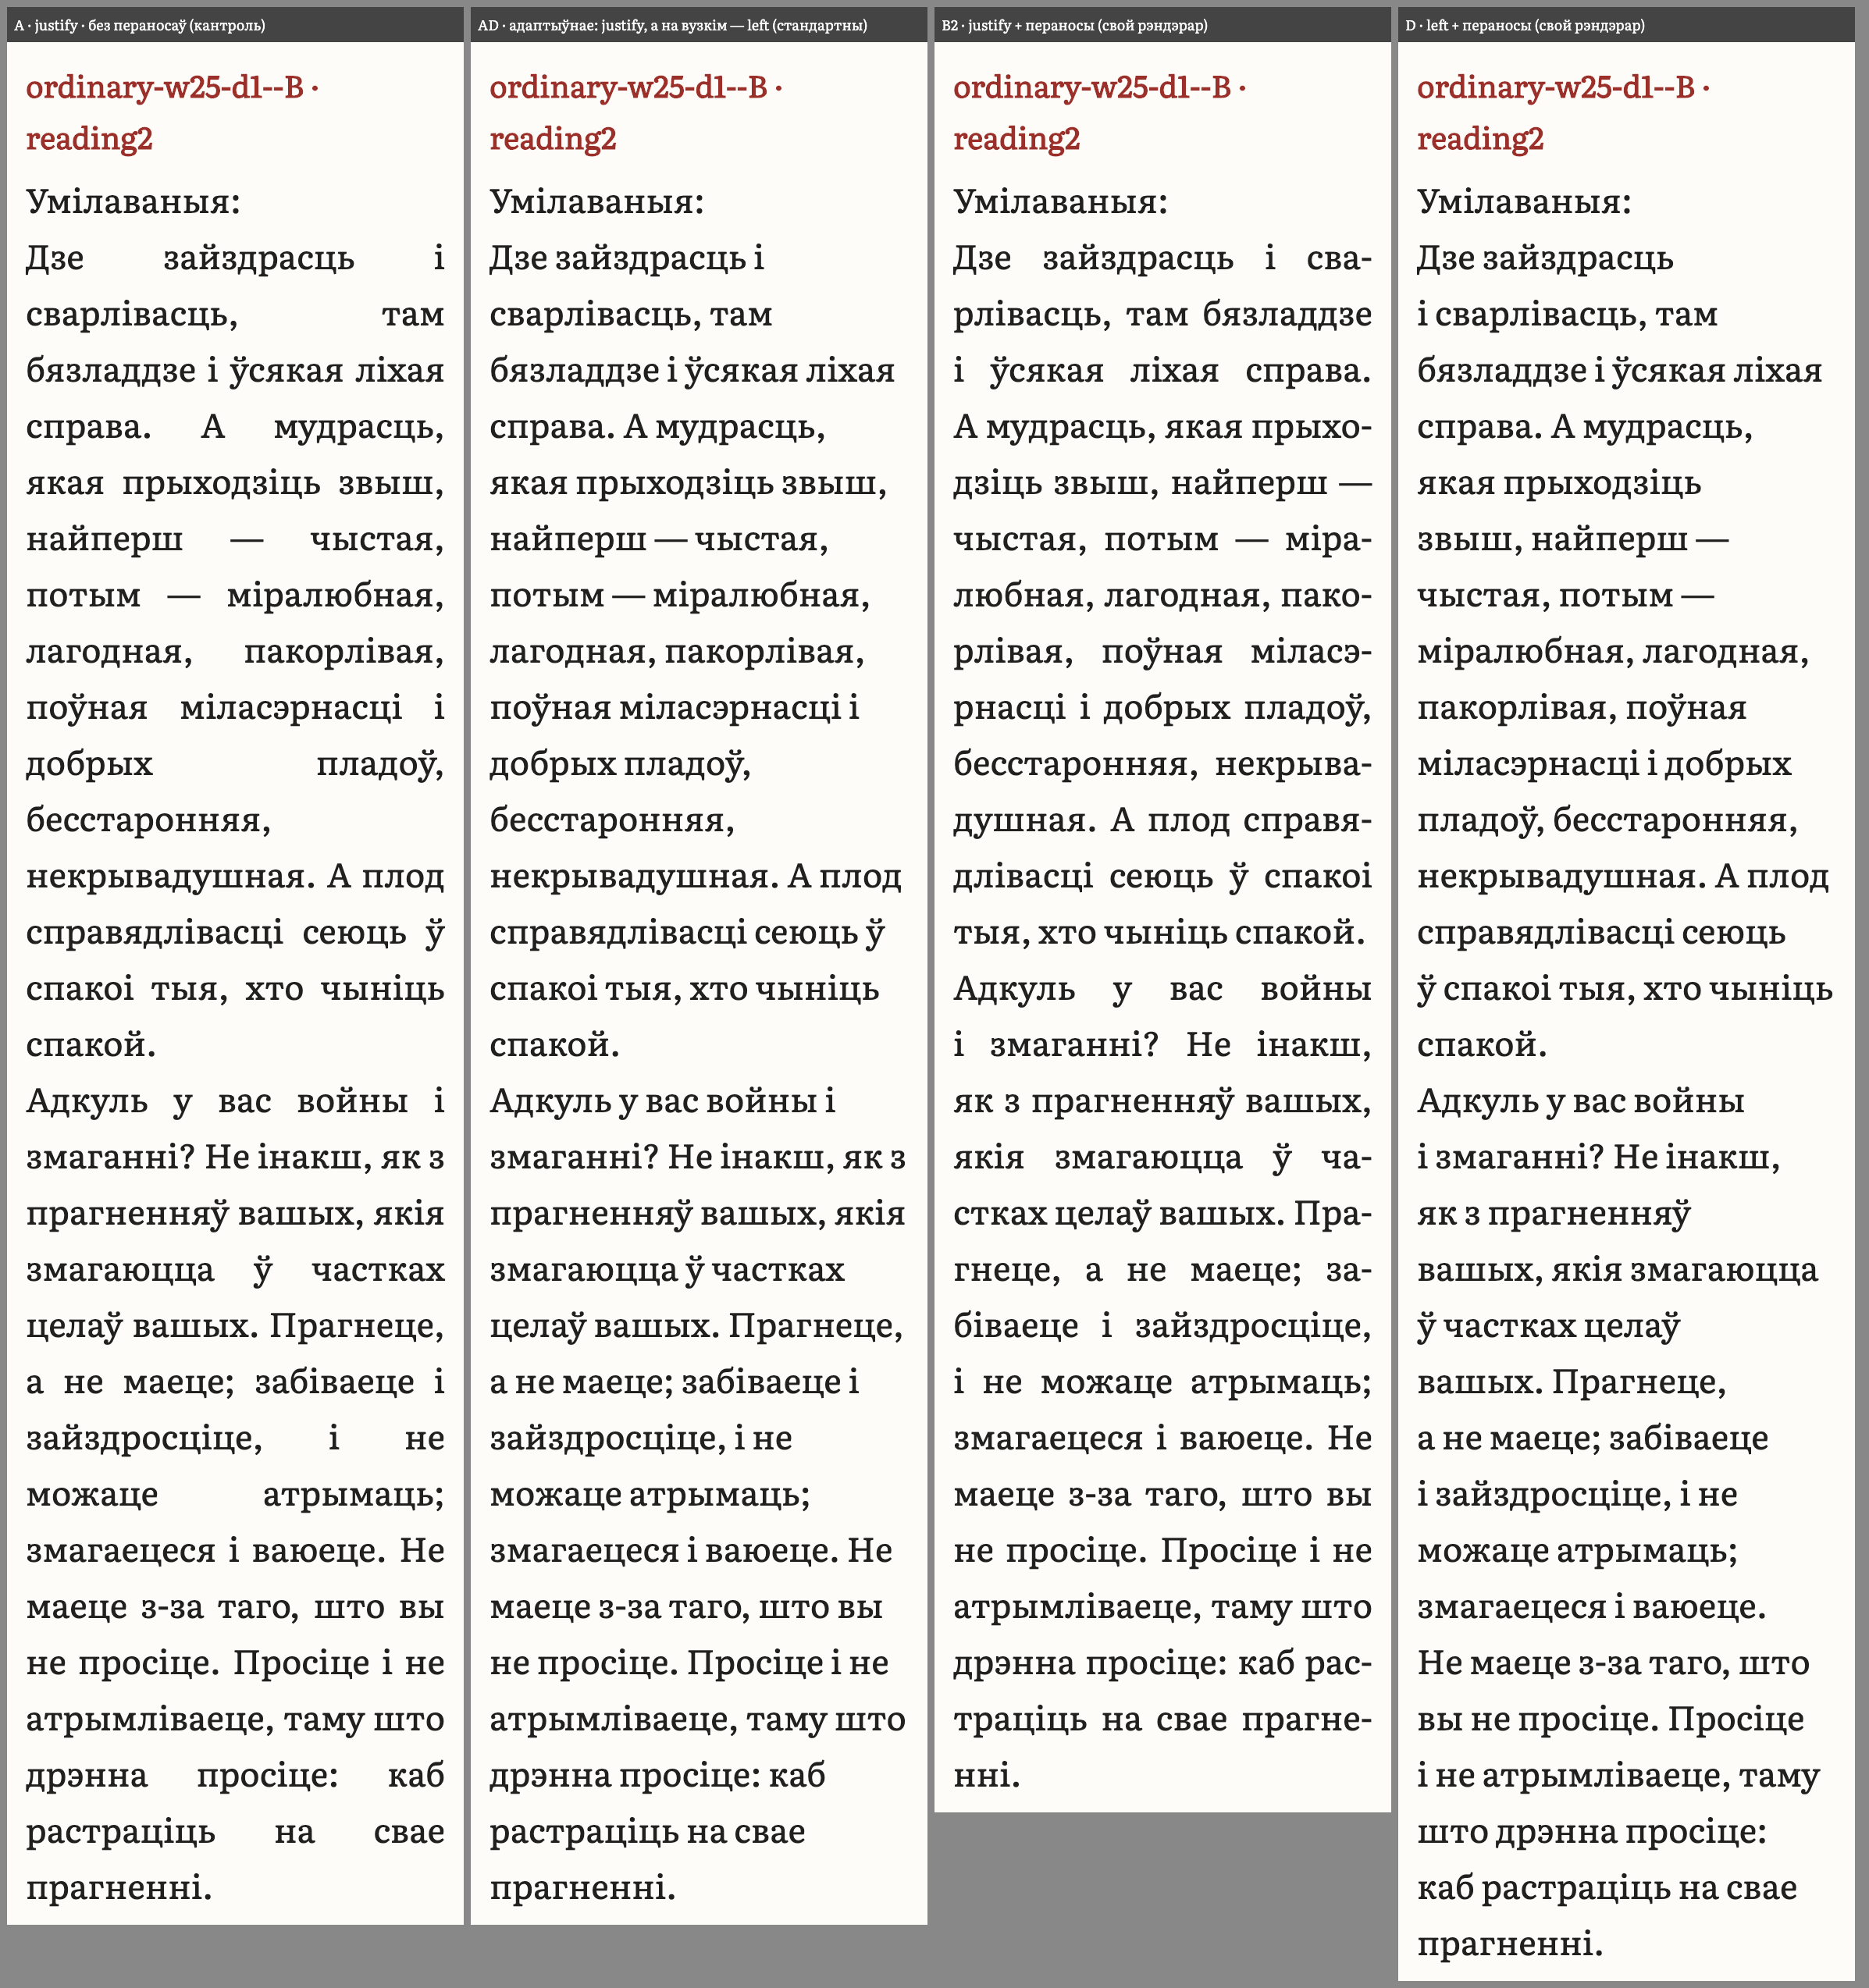 A · justify · без пераносаў (кантроль)
ordinary-w25-d1--B ·
reading2
Умілаваныя:
Дзе зайздрасць і
сварлівасць, там
бязладдзе і ўсякая ліхая
справа. А мудрасць,
якая прыходзіць звыш,
найперш — чыстая,
потым — міралюбная,
лагодная, пакорлівая,
поўная міласэрнасці і
добрых пладоў,
бесстаронняя,
некрывадушная. А плод
справядлівасці сеюць ў
спакоі тыя, хто чыніць
спакой.
Адкуль у вас войны і
змаганні? Не інакш, як з
прагненняў вашых, якія
змагаюцца ў частках
целаў вашых. Прагнеце,
а не маеце; забіваеце і
зайздросціце, і не
можаце атрымаць;
змагаецеся і ваюеце. Не
маеце з-за таго, што вы
не просіце. Просіце і не
атрымліваеце, таму што
дрэнна просіце: каб
растраціць на свае
прагненні.
AD · адаптыўнае: justify, а на вузкім — left (стандартны)
ordinary-w25-d1--B ·
reading2
Умілаваныя:
Дзе зайздрасць і
сварлівасць, там
бязладдзе і ўсякая ліхая
справа. А мудрасць,
якая прыходзіць звыш,
найперш — чыстая,
потым — міралюбная,
лагодная, пакорлівая,
поўная міласэрнасці і
добрых пладоў,
бесстаронняя,
некрывадушная. А плод
справядлівасці сеюць ў
спакоі тыя, хто чыніць
спакой.
Адкуль у вас войны і
змаганні? Не інакш, як з
прагненняў вашых, якія
змагаюцца ў частках
целаў вашых. Прагнеце,
а не маеце; забіваеце і
зайздросціце, і не
можаце атрымаць;
змагаецеся і ваюеце. Не
маеце з-за таго, што вы
не просіце. Просіце і не
атрымліваеце, таму што
дрэнна просіце: каб
растраціць на свае
прагненні.
B2 · justify + пераносы (свой рэндэрар)
ordinary-w25-d1--B ·
reading2
Умілаваныя:
Дзе зайздрасць і сва-
рлівасць, там бязладдзе
і ўсякая ліхая справа.
А мудрасць, якая прыхо-
дзіць звыш, найперш —
чыстая, потым — міра-
любная, лагодная, пако-
рлівая, поўная міласэ-
рнасці і добрых пладоў,
бесстаронняя, некрыва-
душная. А плод справя-
длівасці сеюць ў спакоі
тыя, хто чыніць спакой.
Адкуль у вас войны
і змаганні? Не інакш,
як з прагненняў вашых,
якія змагаюцца ў ча-
стках целаў вашых. Пра-
гнеце, а не маеце; за-
біваеце і зайздросціце,
і не можаце атрымаць;
змагаецеся і ваюеце. Не
маеце з-за таго, што вы
не просіце. Просіце і не
атрымліваеце, таму што
дрэнна просіце: каб рас-
траціць на свае прагне-
нні.
D · left + пераносы (свой рэндэрар)
ordinary-w25-d1--B ·
reading2
Умілаваныя:
Дзе зайздрасць
і сварлівасць, там
бязладдзе і ўсякая ліхая
справа. А мудрасць,
якая прыходзіць
звыш, найперш —
чыстая, потым —
міралюбная, лагодная,
пакорлівая, поўная
міласэрнасці і добрых
пладоў, бесстаронняя,
некрывадушная. А плод
справядлівасці сеюць
ў спакоі тыя, хто чыніць
спакой.
Адкуль у вас войны
і змаганні? Не інакш,
як з прагненняў
вашых, якія змагаюцца
ў частках целаў
вашых. Прагнеце,
а не маеце; забіваеце
і зайздросціце, і не
можаце атрымаць;
змагаецеся і ваюеце.
Не маеце з-за таго, што
вы не просіце. Просіце
і не атрымліваеце, таму
што дрэнна просіце:
каб растраціць на свае
прагненні.